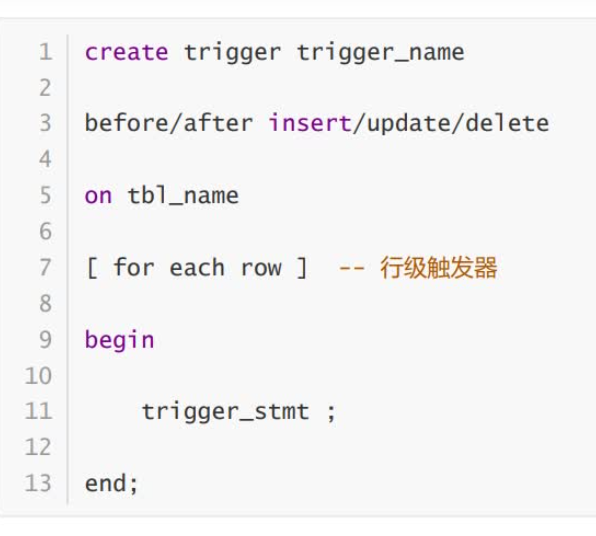 1 create trigger trigger_name
2
3 before/after insert/update/delete
4
5 on tbl_name
6
7 [ for each row ]  -- 行级触发器
8
9 begin
10
11     trigger_stmt ;
12
13 end;